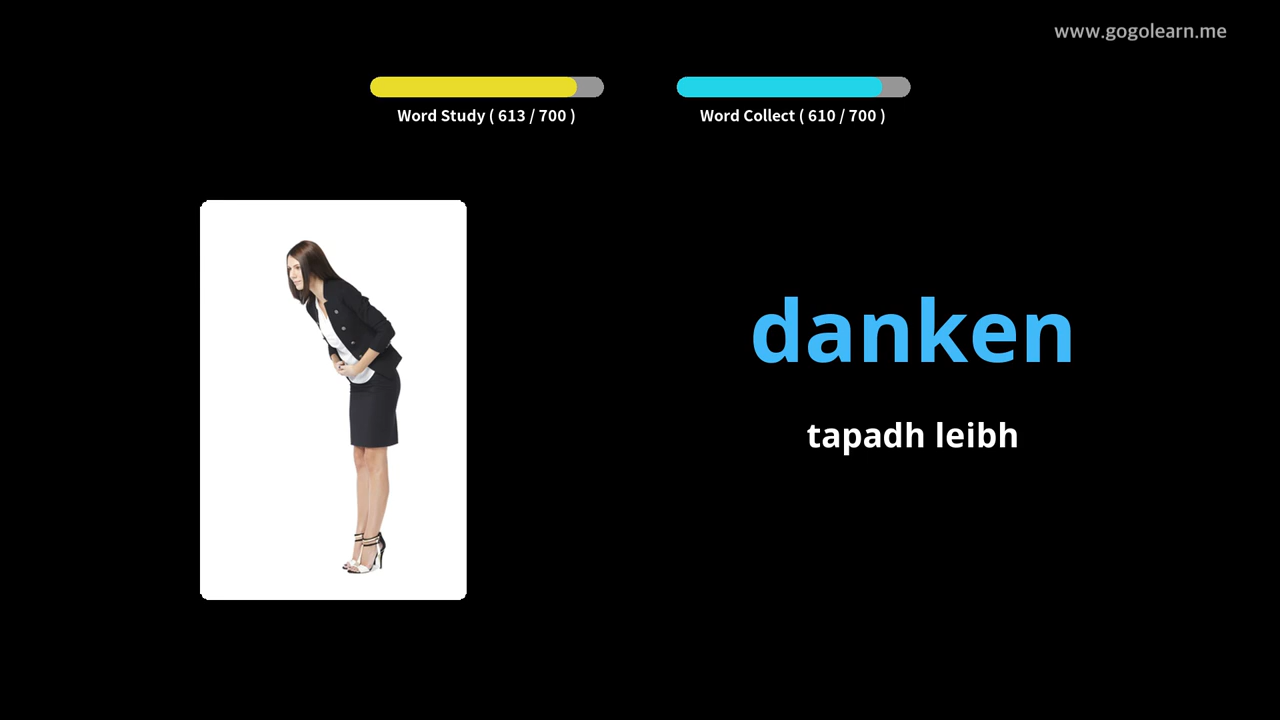 www.gogolearn.me
Word Study ( 613 / 700 )
Word Collect ( 610 / 700 )
danken
tapadh leibh